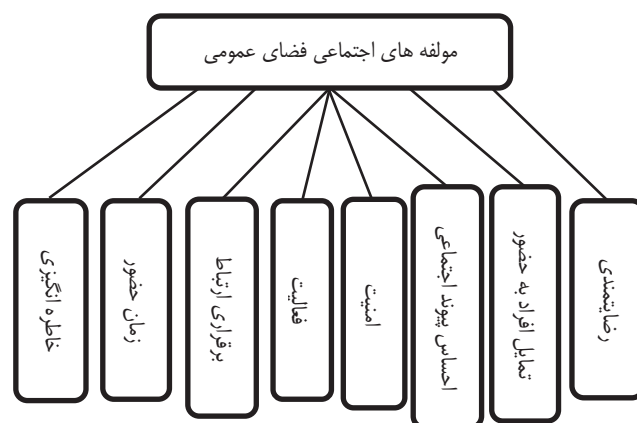 مولفه های اجتماعی فضای عمومی
رضایتمندی
تمایل افراد به حضور
احساس پیوند اجتماعی
امنیت
فعالیت
برقراری ارتباط
زمان حضور
خاطره انگیزی